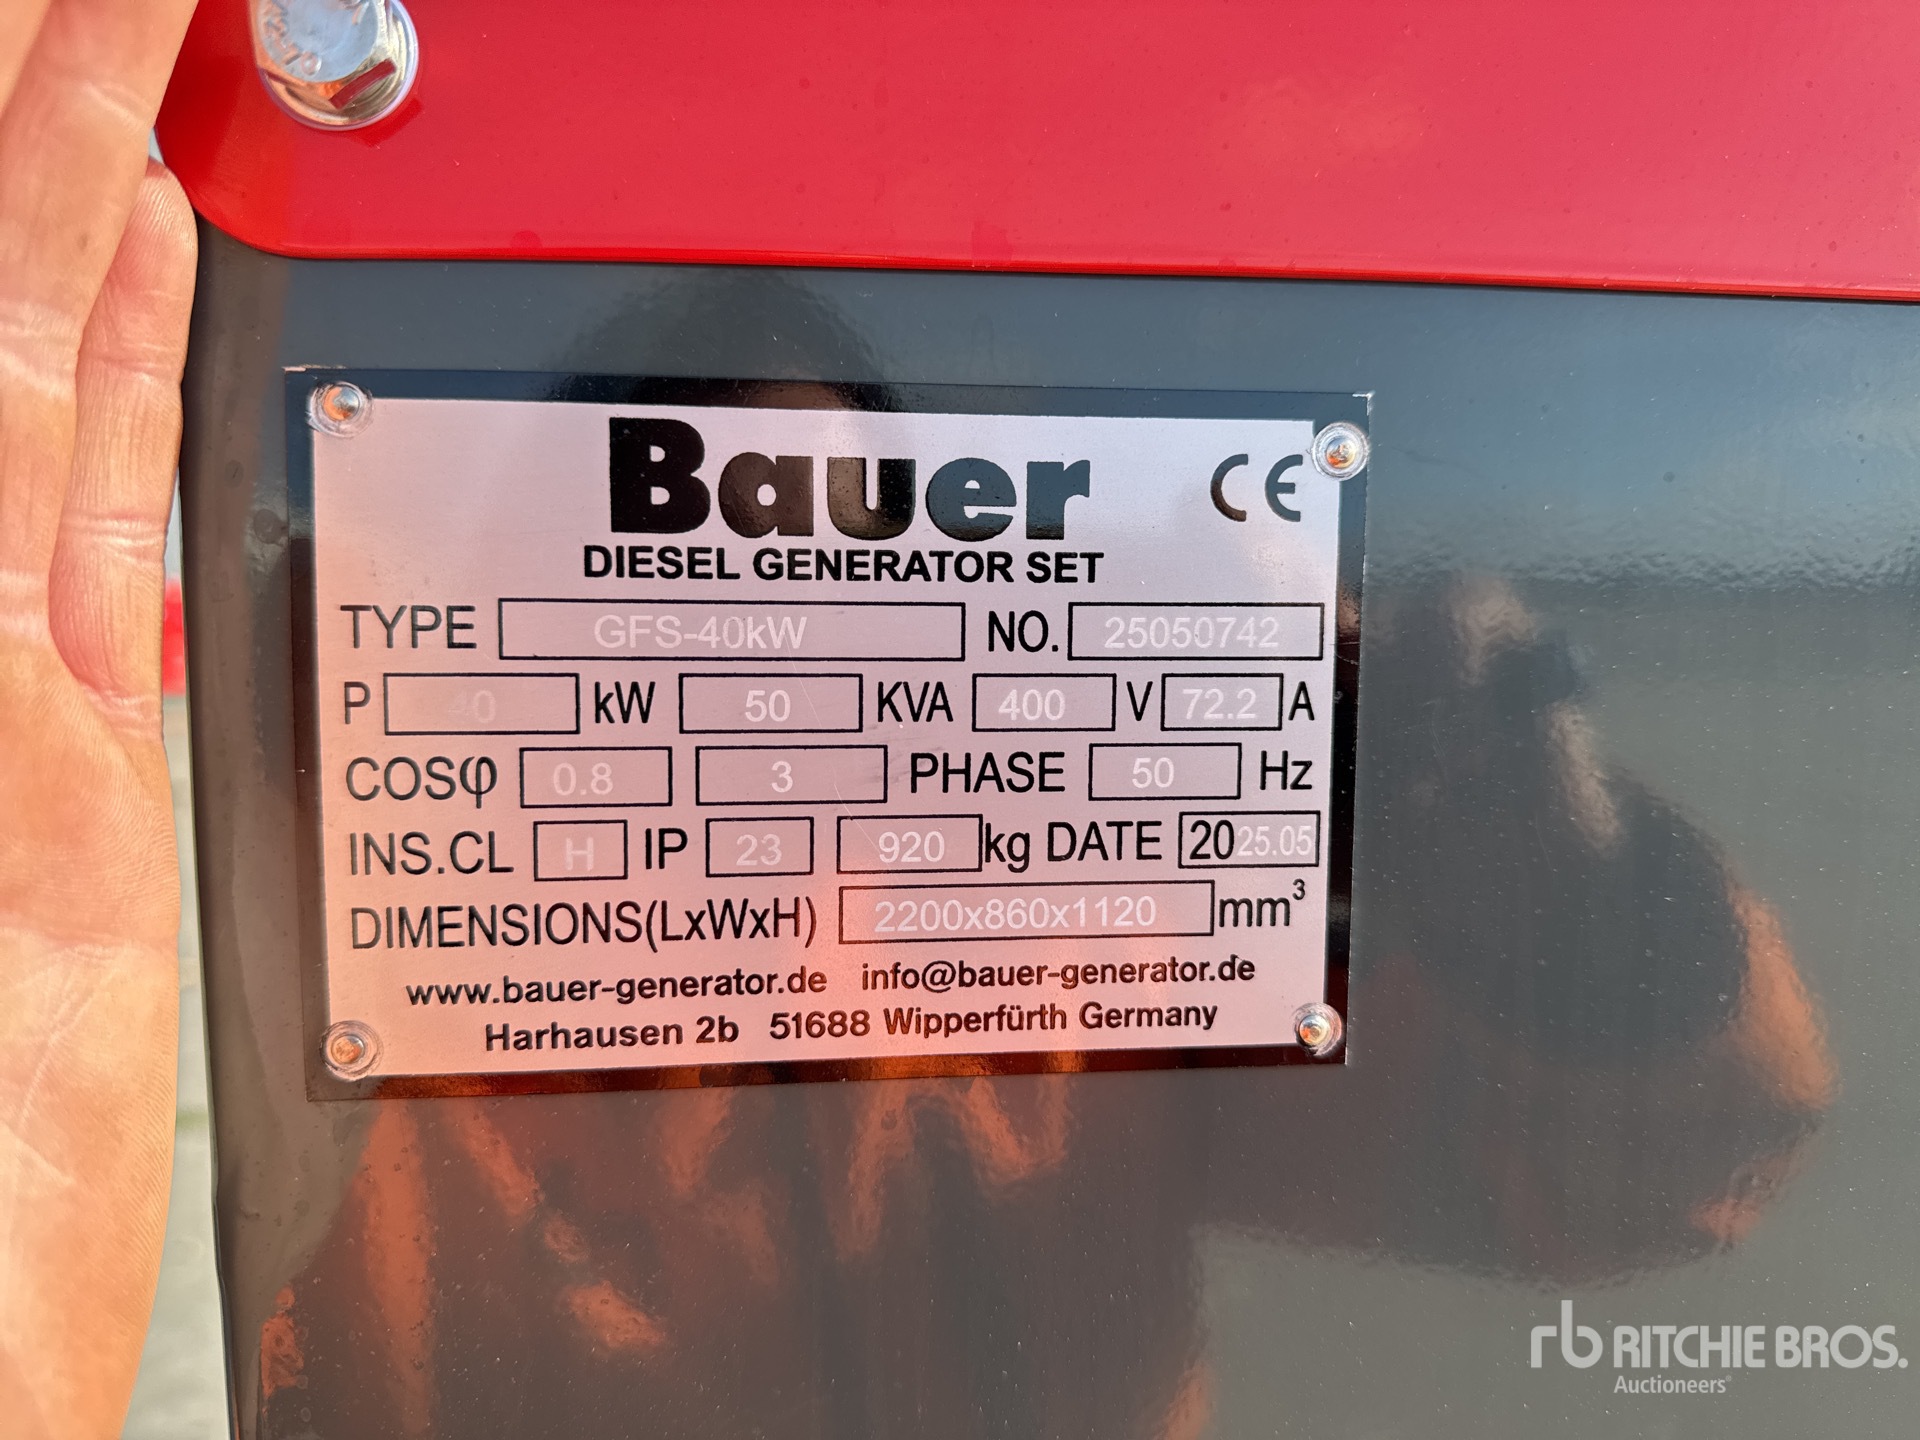 Bauer CE
DIESEL GENERATOR SET
TYPE GFS-40kW NO. 25050742
P 40 kW 50 KVA 400 V 72.2 A
COSφ 0.8 3 PHASE 50 Hz
INS.CL H IP 23 920 kg DATE 2025.05
DIMENSIONS(LxWxH) 2200x860x1120 mm³
www.bauer-generator.de info@bauer-generator.de
Harhausen 2b 51688 Wipperfürth Germany
rb RITCHIE BROS.
Auctioneers